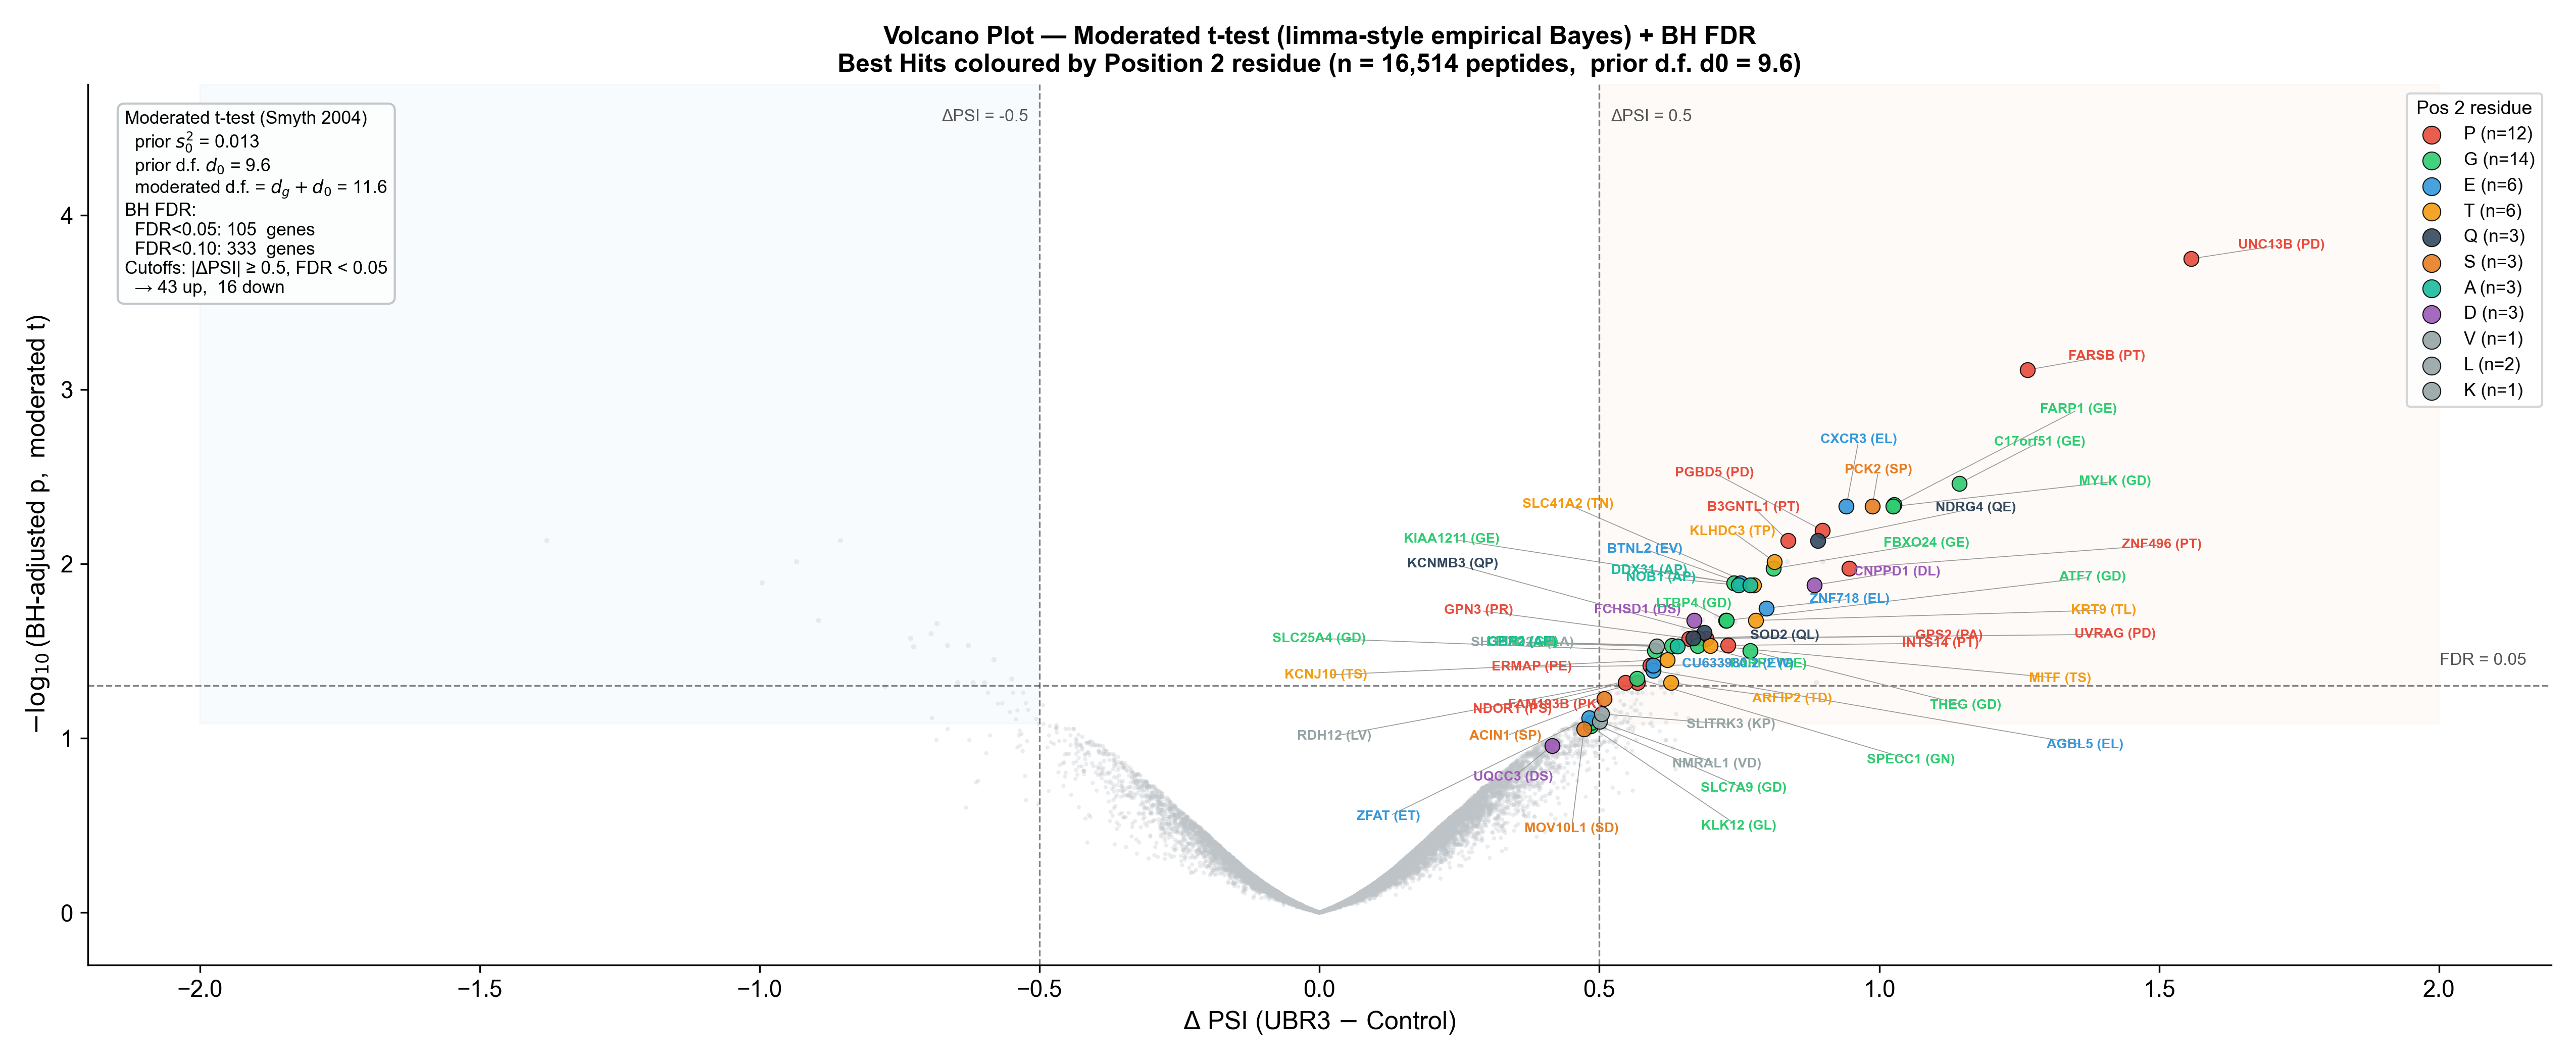 Volcano Plot — Moderated t-test (limma-style empirical Bayes) + BH FDR
Best Hits coloured by Position 2 residue (n = 16,514 peptides,  prior d.f. d0 = 9.6)
Moderated t-test (Smyth 2004)
prior s₀² = 0.013
prior d.f. d₀ = 9.6
moderated d.f. = d_g + d₀ = 11.6
BH FDR:
FDR<0.05: 105  genes
FDR<0.10: 333  genes
Cutoffs: |ΔPSI| ≥ 0.5, FDR < 0.05
→ 43 up,  16 down
ΔPSI = -0.5
ΔPSI = 0.5
Pos 2 residue
P (n=12)
G (n=14)
E (n=6)
T (n=6)
Q (n=3)
S (n=3)
A (n=3)
D (n=3)
V (n=1)
L (n=2)
K (n=1)
UNC13B (PD)
FARSB (PT)
FARP1 (GE)
C17orf51 (GE)
CXCR3 (EL)
PCK2 (SP)
PGBD5 (PD)
MYLK (GD)
SLC41A2 (TN)
B3GNTL1 (PT)
NDRG4 (QE)
KLHDC3 (TP)
KIAA1211 (GE)
FBXO24 (GE)
ZNF496 (PT)
BTNL2 (EV)
KCNMB3 (QP)
DDX31 (AP)
NOB1 (AP)
CNPPD1 (DL)
ATF7 (GD)
LTBP4 (GD)
ZNF718 (EL)
GPN3 (PR)
FCHSD1 (DS)
KRT9 (TL)
SLC25A4 (GD)
SOD2 (QL)
GPS2 (PA)
UVRAG (PD)
INTS14 (PT)
ERMAP (PE)
KCNJ10 (TS)
MITF (TS)
FDR = 0.05
ARFIP2 (TD)
THEG (GD)
FAM193B (PK)
RDH12 (LV)
ACIN1 (SP)
SLITRK3 (KP)
AGBL5 (EL)
SPECC1 (GN)
NMRAL1 (VD)
UQCC3 (DS)
SLC7A9 (GD)
ZFAT (ET)
MOV10L1 (SD)
KLK12 (GL)
−log₁₀ (BH-adjusted p,  moderated t)
4
3
2
1
0
−2.0
−1.5
−1.0
−0.5
0.0
0.5
1.0
1.5
2.0
Δ PSI (UBR3 − Control)